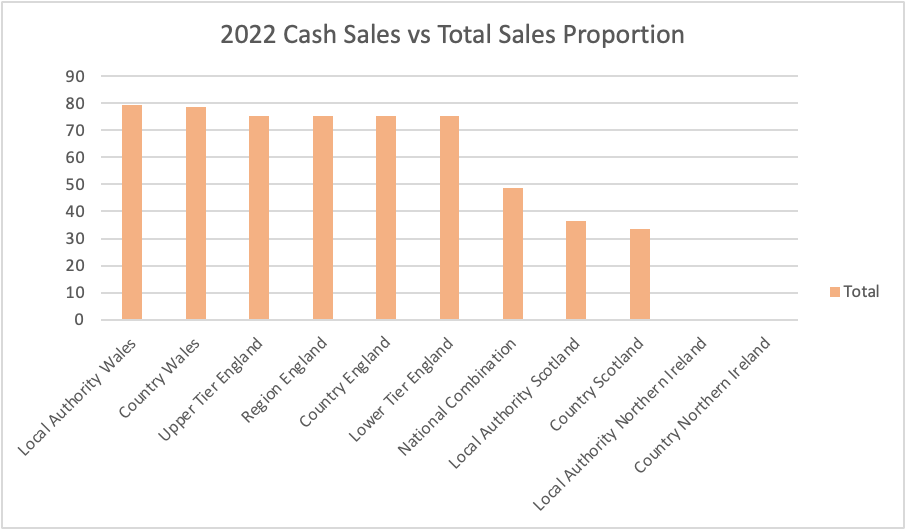 2022 Cash Sales vs Total Sales Proportion
90
80
70
60
50
40
30
20
10
0
Total
Local Authority Wales
Country Wales
Upper Tier England
Region England
Country England
Lower Tier England
National Combination
Local Authority Scotland
Country Scotland
Local Authority Northern Ireland
Country Northern Ireland